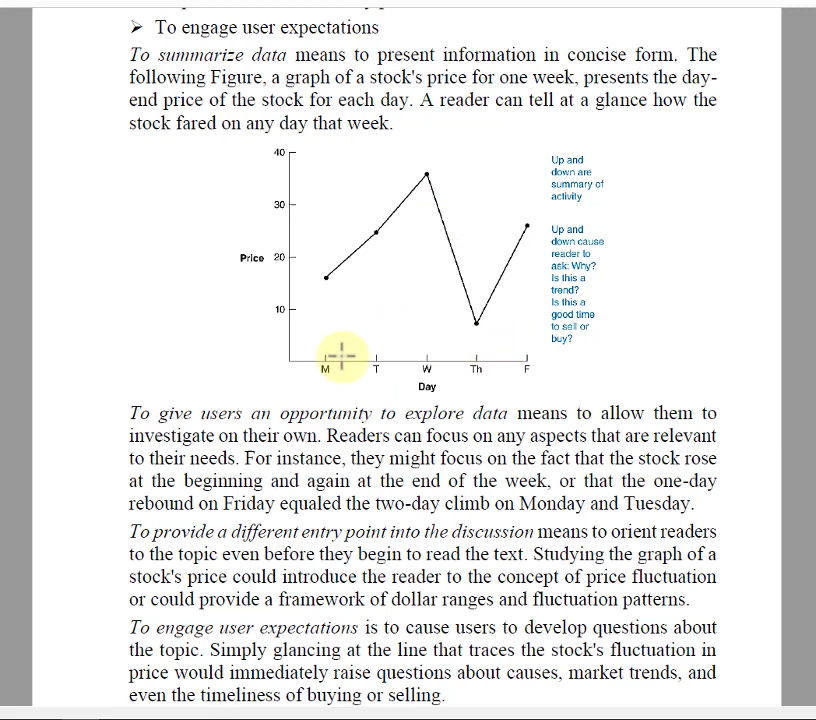 ➢ To engage user expectations
To summarize data means to present information in concise form. The
following Figure, a graph of a stock's price for one week, presents the day-
end price of the stock for each day. A reader can tell at a glance how the
stock fared on any day that week.
40
30
Price 20
10
M T W Th F
Day
Up and
down are
summary of
activity
Up and
down cause
reader to
ask: Why?
Is this a
trend?
Is this a
good time
to sell or
buy?
To give users an opportunity to explore data means to allow them to
investigate on their own. Readers can focus on any aspects that are relevant
to their needs. For instance, they might focus on the fact that the stock rose
at the beginning and again at the end of the week, or that the one-day
rebound on Friday equaled the two-day climb on Monday and Tuesday.
To provide a different entry point into the discussion means to orient readers
to the topic even before they begin to read the text. Studying the graph of a
stock's price could introduce the reader to the concept of price fluctuation
or could provide a framework of dollar ranges and fluctuation patterns.
To engage user expectations is to cause users to develop questions about
the topic. Simply glancing at the line that traces the stock's fluctuation in
price would immediately raise questions about causes, market trends, and
even the timeliness of buying or selling.